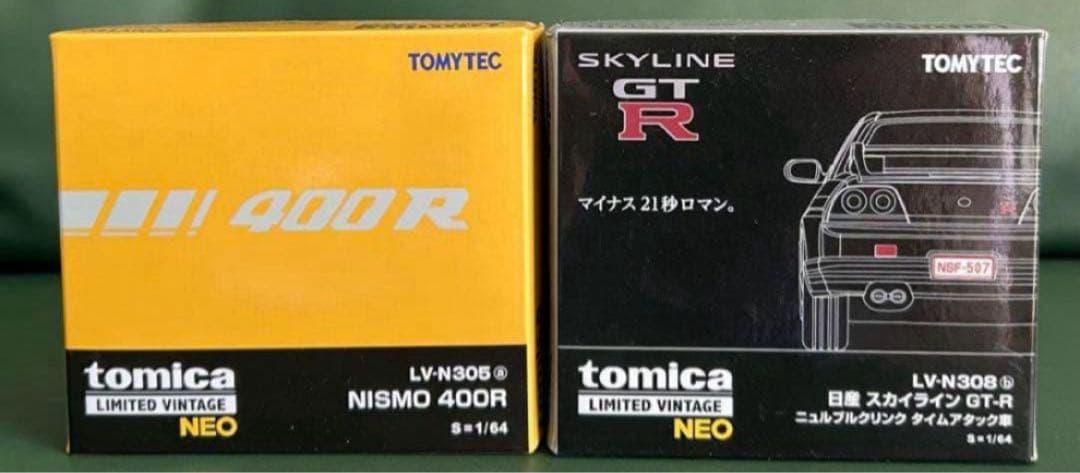 TOMYTEC
400R
tomica
LIMITED VINTAGE
NEO
LV-N305ⓐ
NISMO 400R
S=1/64
SKYLINE
GT
R
TOMYTEC
マイナス21秒ロマン。
R
NSF-507
tomica
LIMITED VINTAGE
NEO
LV-N308ⓑ
日産 スカイライン GT-R
ニュルブルクリンク タイムアタック車
S=1/64